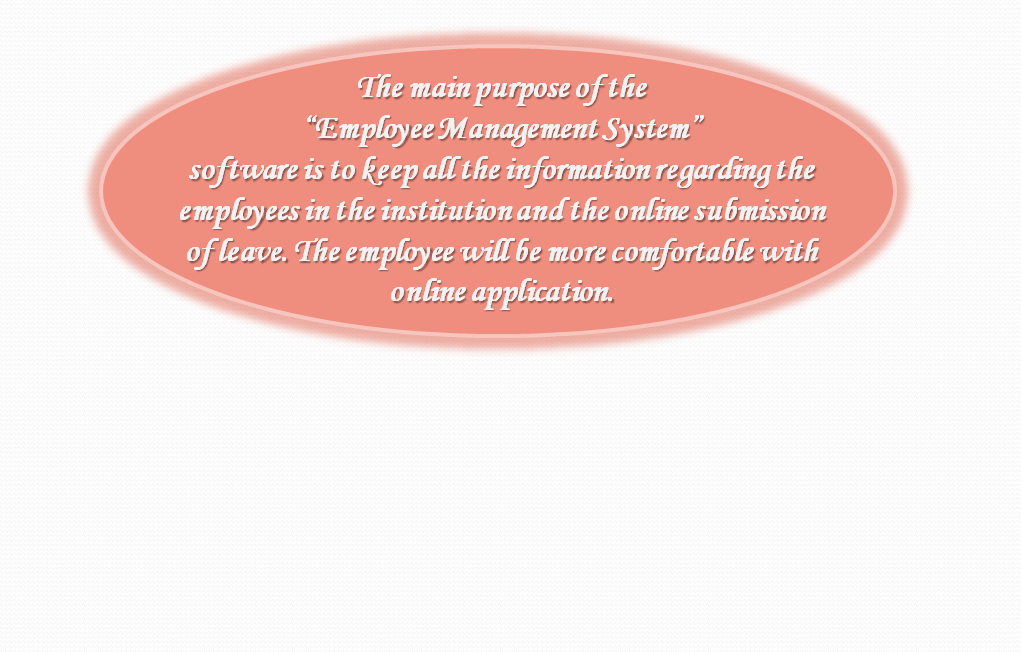 The main purpose of the
“Employee Management System”
software is to keep all the information regarding the
employees in the institution and the online submission
of leave. The employee will be more comfortable with
online application.